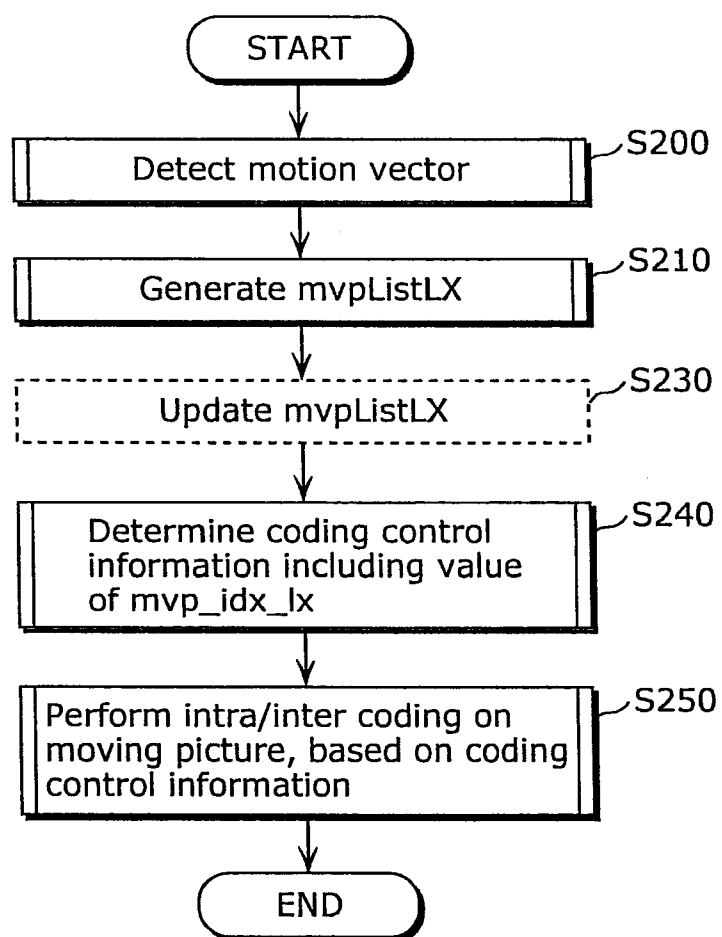 START
S200
Detect motion vector
S210
Generate mvpListLX
S230
Update mvpListLX
S240
Determine coding control
information including value
of mvp_idx_lx
S250
Perform intra/inter coding on
moving picture, based on coding
control information
END